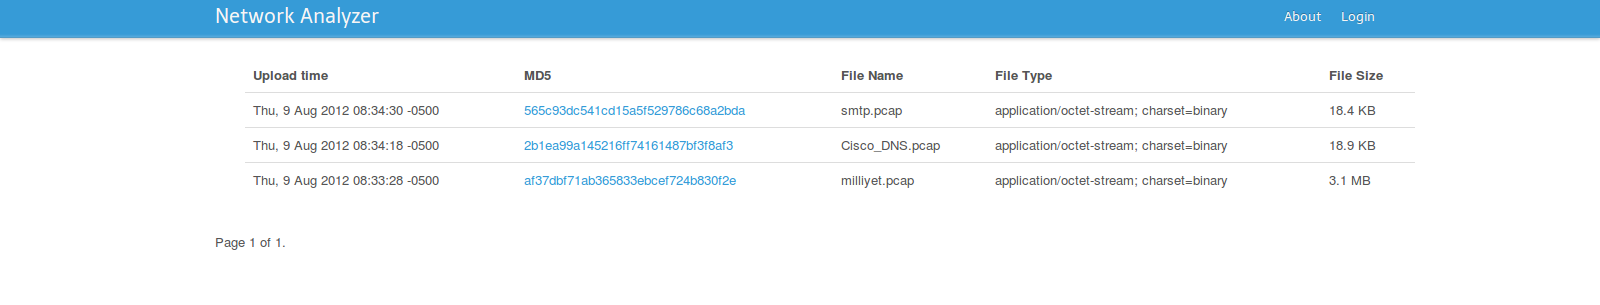 Network Analyzer About Login
Upload time MD5 File Name File Type File Size
Thu, 9 Aug 2012 08:34:30 -0500 565c93dc541cd15a5f529786c68a2bda smtp.pcap application/octet-stream; charset=binary 18.4 KB
Thu, 9 Aug 2012 08:34:18 -0500 2b1ea99a145216ff74161487bf3f8af3 Cisco_DNS.pcap application/octet-stream; charset=binary 18.9 KB
Thu, 9 Aug 2012 08:33:28 -0500 af37dbf71ab365833ebcef724b830f2e milliyet.pcap application/octet-stream; charset=binary 3.1 MB
Page 1 of 1.